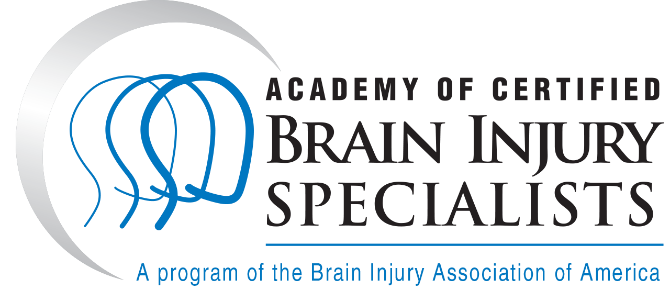 ACADEMY OF CERTIFIED
BRAIN INJURY
SPECIALISTS
A program of the Brain Injury Association of America